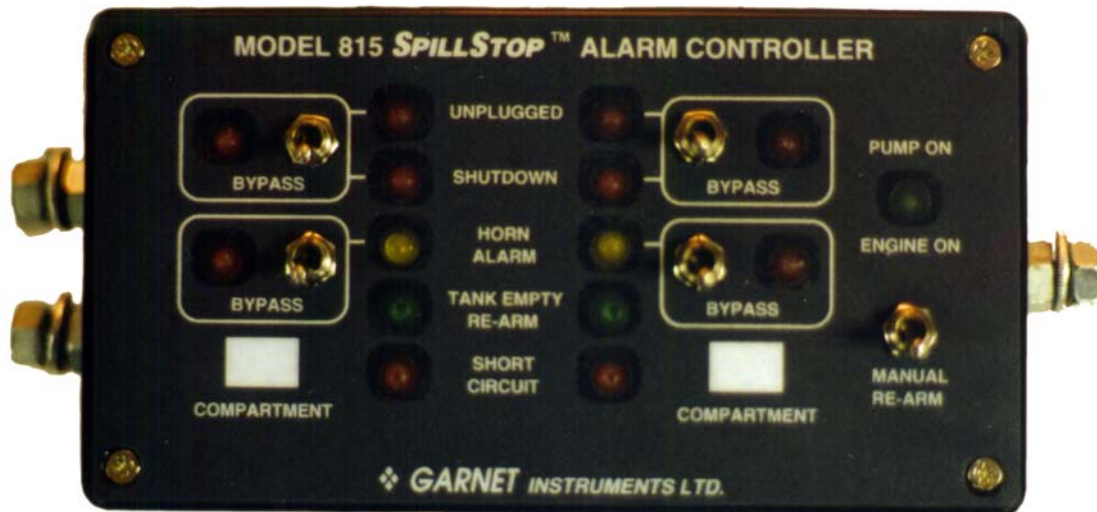 MODEL 815 SPILLSTOP™ ALARM CONTROLLER
UNPLUGGED
BYPASS
BYPASS
PUMP ON
SHUTDOWN
HORN
ALARM
ENGINE ON
BYPASS
BYPASS
TANK EMPTY
RE-ARM
SHORT
CIRCUIT
COMPARTMENT
COMPARTMENT
MANUAL
RE-ARM
GARNET INSTRUMENTS LTD.